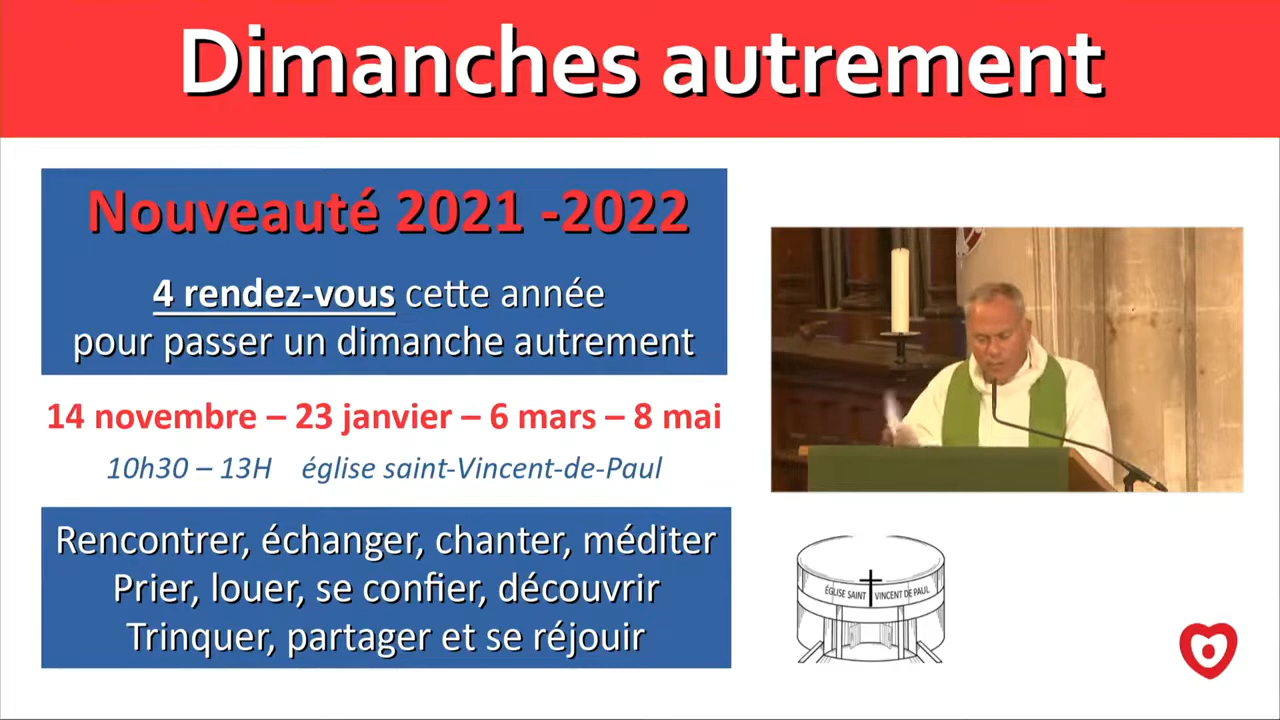 Dimanches autrement
Nouveauté 2021 -2022
4 rendez-vous cette année
pour passer un dimanche autrement
14 novembre – 23 janvier – 6 mars – 8 mai
10h30 – 13H église saint-Vincent-de-Paul
Rencontrer, échanger, chanter, méditer
Prier, louer, se confier, découvrir
Trinquer, partager et se réjouir
ÉGLISE SAINT VINCENT DE PAUL